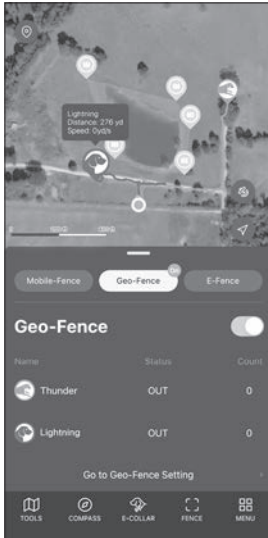 Lightning
Distance: 276 yd
Speed: 0yd/s
Mobile-Fence
Geo-Fence
On
E-Fence
Geo-Fence
Name Status Count
Thunder OUT 0
Lightning OUT 0
Go to Geo-Fence Setting
TOOLS COMPASS E-COLLAR FENCE MENU